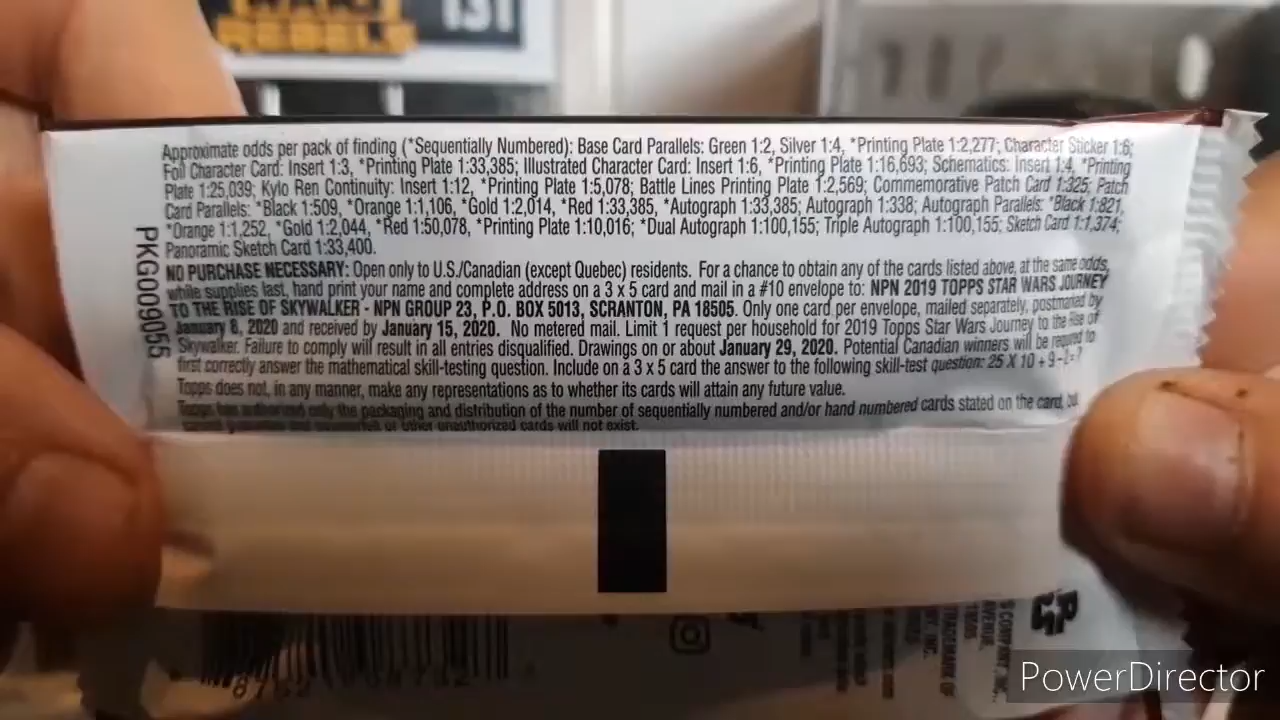 REBELS
131
Approximate odds per pack of finding (*Sequentially Numbered): Base Card Parallels: Green 1:2, Silver 1:4, *Printing Plate 1:2,277; Character Sticker 1:6;
Foil Character Card: Insert 1:3, *Printing Plate 1:33,385; Illustrated Character Card: Insert 1:6, *Printing Plate 1:16,693; Schematics: Insert 1:4, *Printing
Plate 1:25,039; Kylo Ren Continuity: Insert 1:12, *Printing Plate 1:5,078; Battle Lines Printing Plate 1:2,569; Commemorative Patch Card 1:325; Patch
Card Parallels: *Black 1:509, *Orange 1:1,106, *Gold 1:2,014, *Red 1:33,385, *Autograph 1:33,385; Autograph 1:338; Autograph Parallels: *Black 1:821,
*Orange 1:1,252, *Gold 1:2,044, *Red 1:50,078, *Printing Plate 1:10,016; *Dual Autograph 1:100,155; Triple Autograph 1:100,155; Sketch Card 1:1,374;
Panoramic Sketch Card 1:33,400.
NO PURCHASE NECESSARY: Open only to U.S./Canadian (except Quebec) residents. For a chance to obtain any of the cards listed above, at the same odds,
while supplies last, hand print your name and complete address on a 3 x 5 card and mail in a #10 envelope to: NPN 2019 TOPPS STAR WARS JOURNEY
TO THE RISE OF SKYWALKER - NPN GROUP 23, P.O. BOX 5013, SCRANTON, PA 18505. Only one card per envelope, mailed separately, postmarked by
January 8, 2020 and received by January 15, 2020. No metered mail. Limit 1 request per household for 2019 Topps Star Wars Journey to the Rise of
Skywalker. Failure to comply will result in all entries disqualified. Drawings on or about January 29, 2020. Potential Canadian winners will be required to
first correctly answer the mathematical skill-testing question. Include on a 3 x 5 card the answer to the following skill-test question: 25 X 10 + 9
Topps does not, in any manner, make any representations as to whether its cards will attain any future value.
Topps has authorized only the packaging and distribution of the number of sequentially numbered and/or hand numbered cards stated on the card, but
or other unauthorized cards will not exist.
PKG009055
PowerDirector